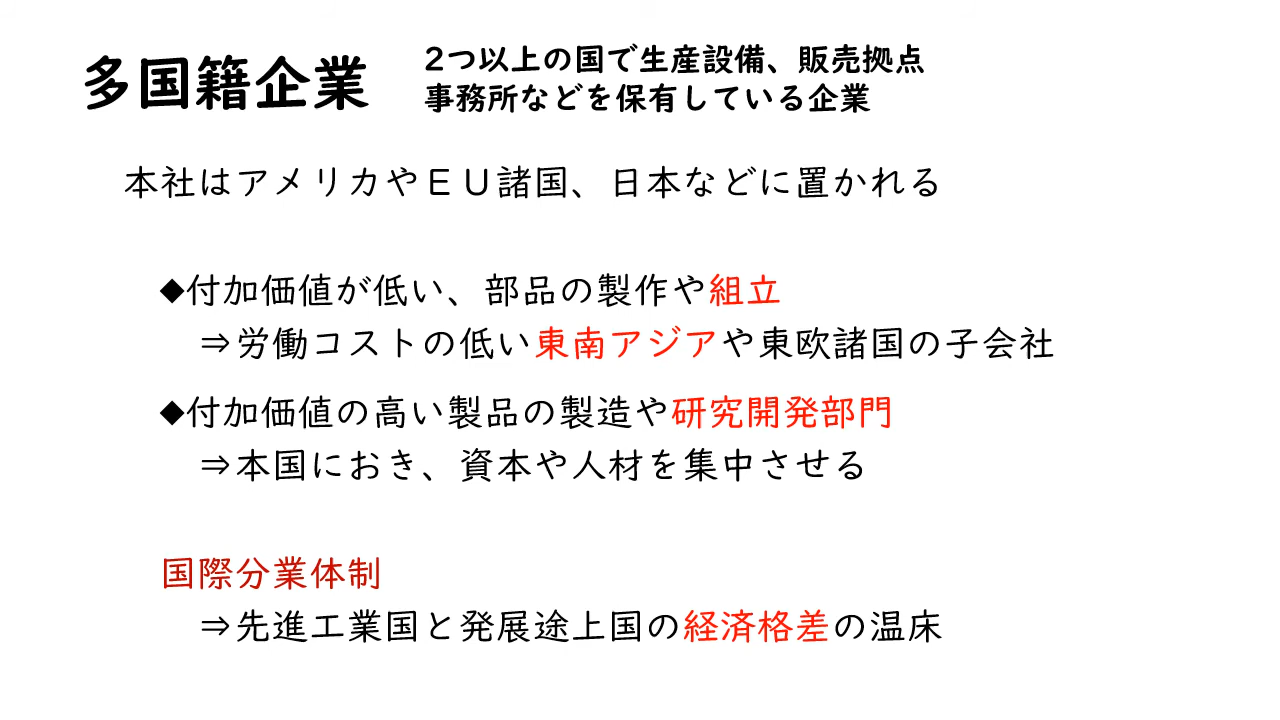 多国籍企業
2つ以上の国で生産設備、販売拠点
事務所などを保有している企業
本社はアメリカやＥＵ諸国、日本などに置かれる
◆付加価値が低い、部品の製作や組立
⇒労働コストの低い東南アジアや東欧諸国の子会社
◆付加価値の高い製品の製造や研究開発部門
⇒本国におき、資本や人材を集中させる
国際分業体制
⇒先進工業国と発展途上国の経済格差の温床